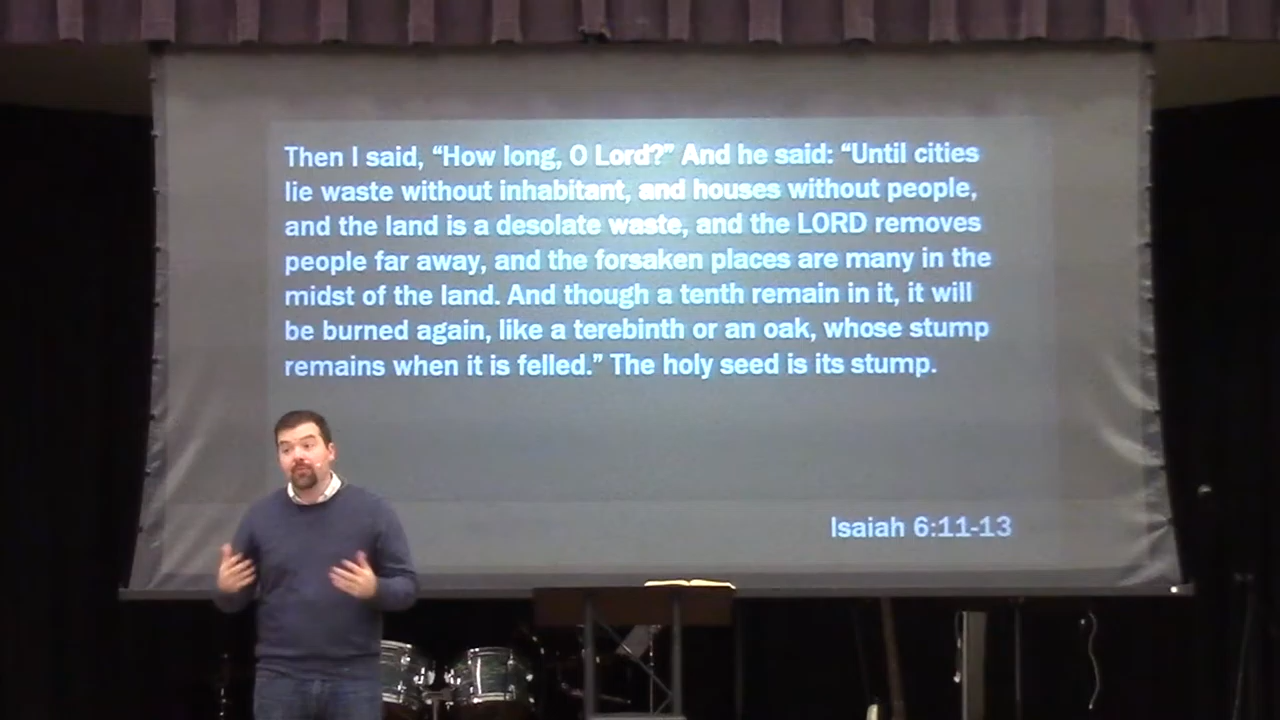 Then I said, “How long, O Lord?” And he said: “Until cities
lie waste without inhabitant, and houses without people,
and the land is a desolate waste, and the LORD removes
people far away, and the forsaken places are many in the
midst of the land. And though a tenth remain in it, it will
be burned again, like a terebinth or an oak, whose stump
remains when it is felled.” The holy seed is its stump.
Isaiah 6:11-13